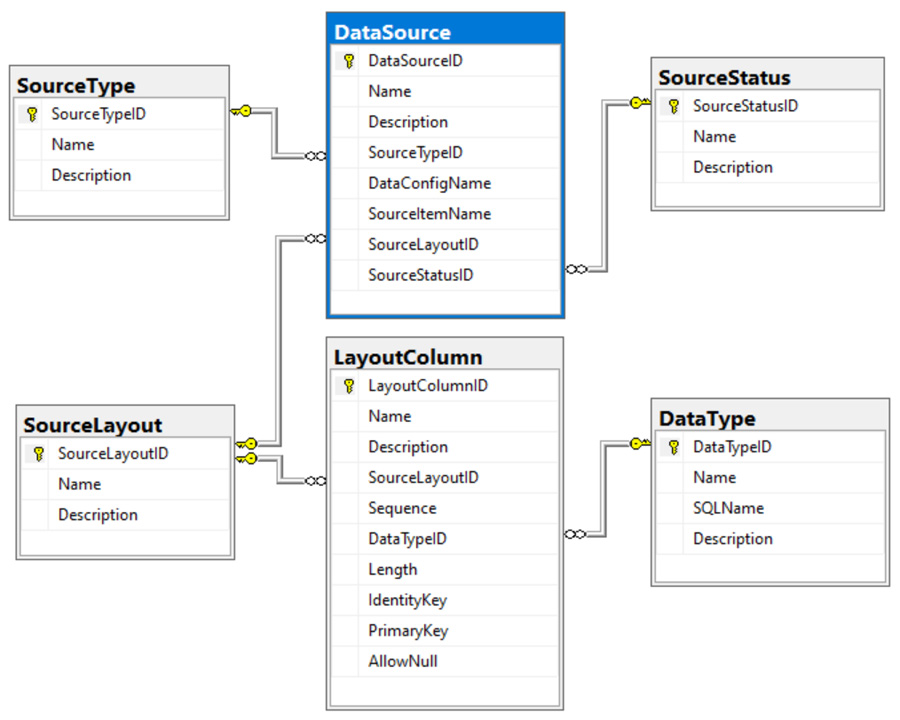 SourceType
SourceTypeID
Name
Description
DataSource
DataSourceID
Name
Description
SourceTypeID
DataConfigName
SourceItemName
SourceLayoutID
SourceStatusID
SourceStatus
SourceStatusID
Name
Description
SourceLayout
SourceLayoutID
Name
Description
LayoutColumn
LayoutColumnID
Name
Description
SourceLayoutID
Sequence
DataTypeID
Length
IdentityKey
PrimaryKey
AllowNull
DataType
DataTypeID
Name
SQLName
Description